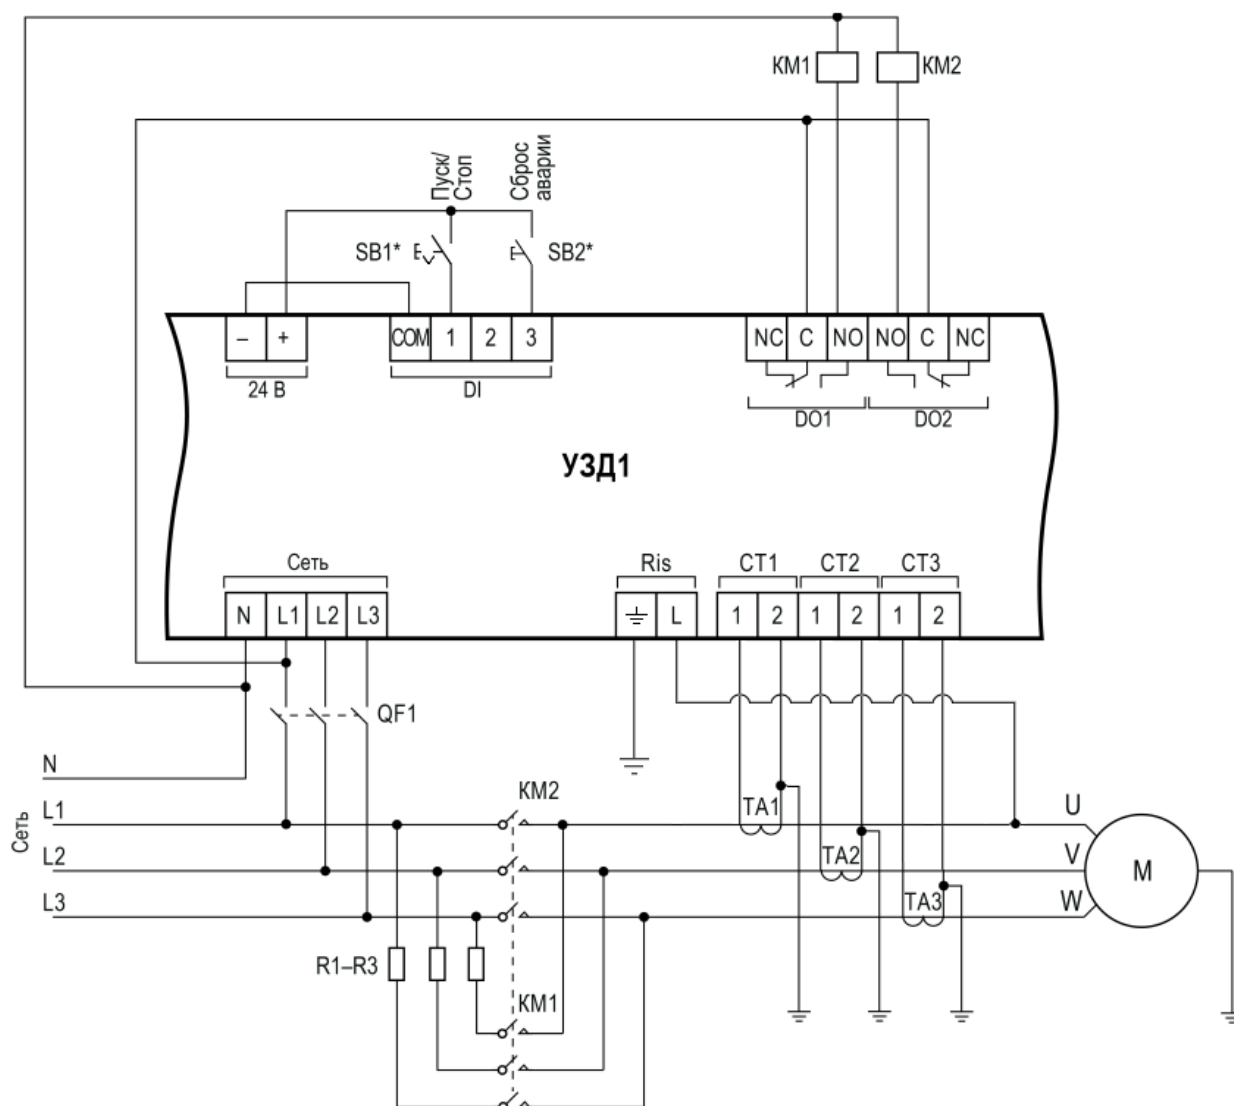 КМ1
КМ2
Пуск/
Стоп
Сброс
аварии
SB1*
SB2*
–
+
COM
1
2
3
NC
C
NO
NO
C
NC
24 В
DI
DO1
DO2
УЗД1
Сеть
Ris
CT1
CT2
CT3
N
L1
L2
L3
L
1
2
1
2
1
2
QF1
N
Сеть
L1
L2
L3
КМ2
TA1
TA2
TA3
U
V
W
M
R1–R3
КМ1